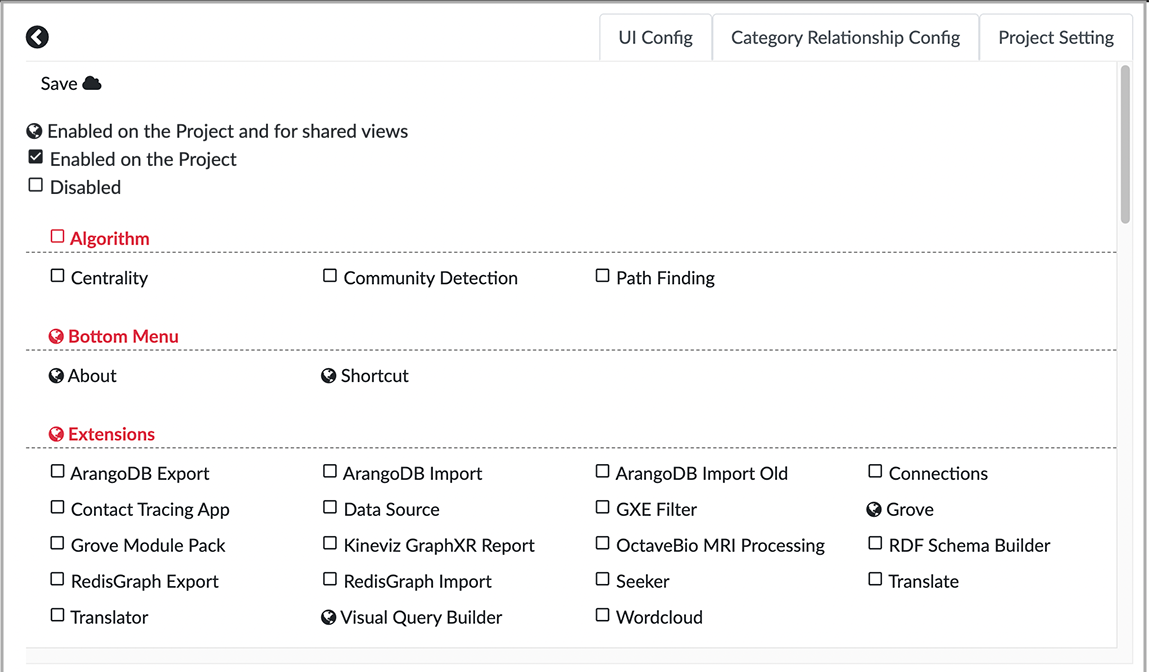 UI Config Category Relationship Config Project Setting
Save
Enabled on the Project and for shared views
Enabled on the Project
Disabled
Algorithm
Centrality Community Detection Path Finding
Bottom Menu
About Shortcut
Extensions
ArangoDB Export ArangoDB Import ArangoDB Import Old Connections
Contact Tracing App Data Source GXE Filter Grove
Grove Module Pack Kineviz GraphXR Report OctaveBio MRI Processing RDF Schema Builder
RedisGraph Export RedisGraph Import Seeker Translate
Translator Visual Query Builder Wordcloud